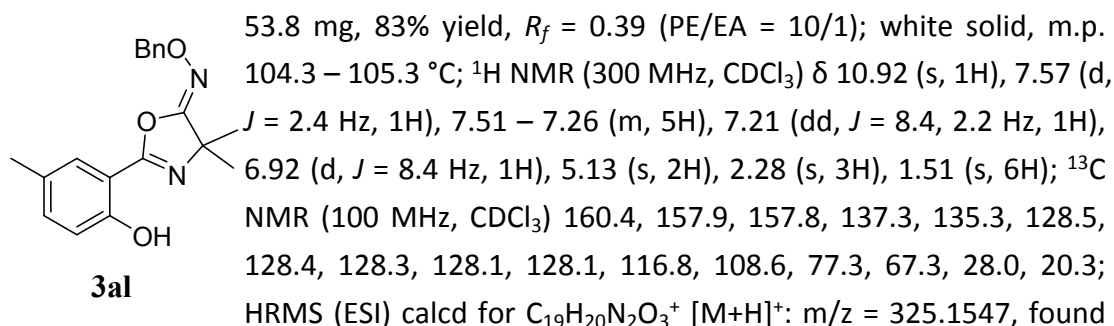 53.8 mg, 83% yield, Rf = 0.39 (PE/EA = 10/1); white solid, m.p.
104.3 – 105.3 °C; ¹H NMR (300 MHz, CDCl₃) δ 10.92 (s, 1H), 7.57 (d,
J = 2.4 Hz, 1H), 7.51 – 7.26 (m, 5H), 7.21 (dd, J = 8.4, 2.2 Hz, 1H),
6.92 (d, J = 8.4 Hz, 1H), 5.13 (s, 2H), 2.28 (s, 3H), 1.51 (s, 6H); ¹³C
NMR (100 MHz, CDCl₃) 160.4, 157.9, 157.8, 137.3, 135.3, 128.5,
128.4, 128.3, 128.1, 128.1, 116.8, 108.6, 77.3, 67.3, 28.0, 20.3;
HRMS (ESI) calcd for C₁₉H₂₀N₂O₃⁺ [M+H]⁺: m/z = 325.1547, found
BnO
N
O
N
OH
3al